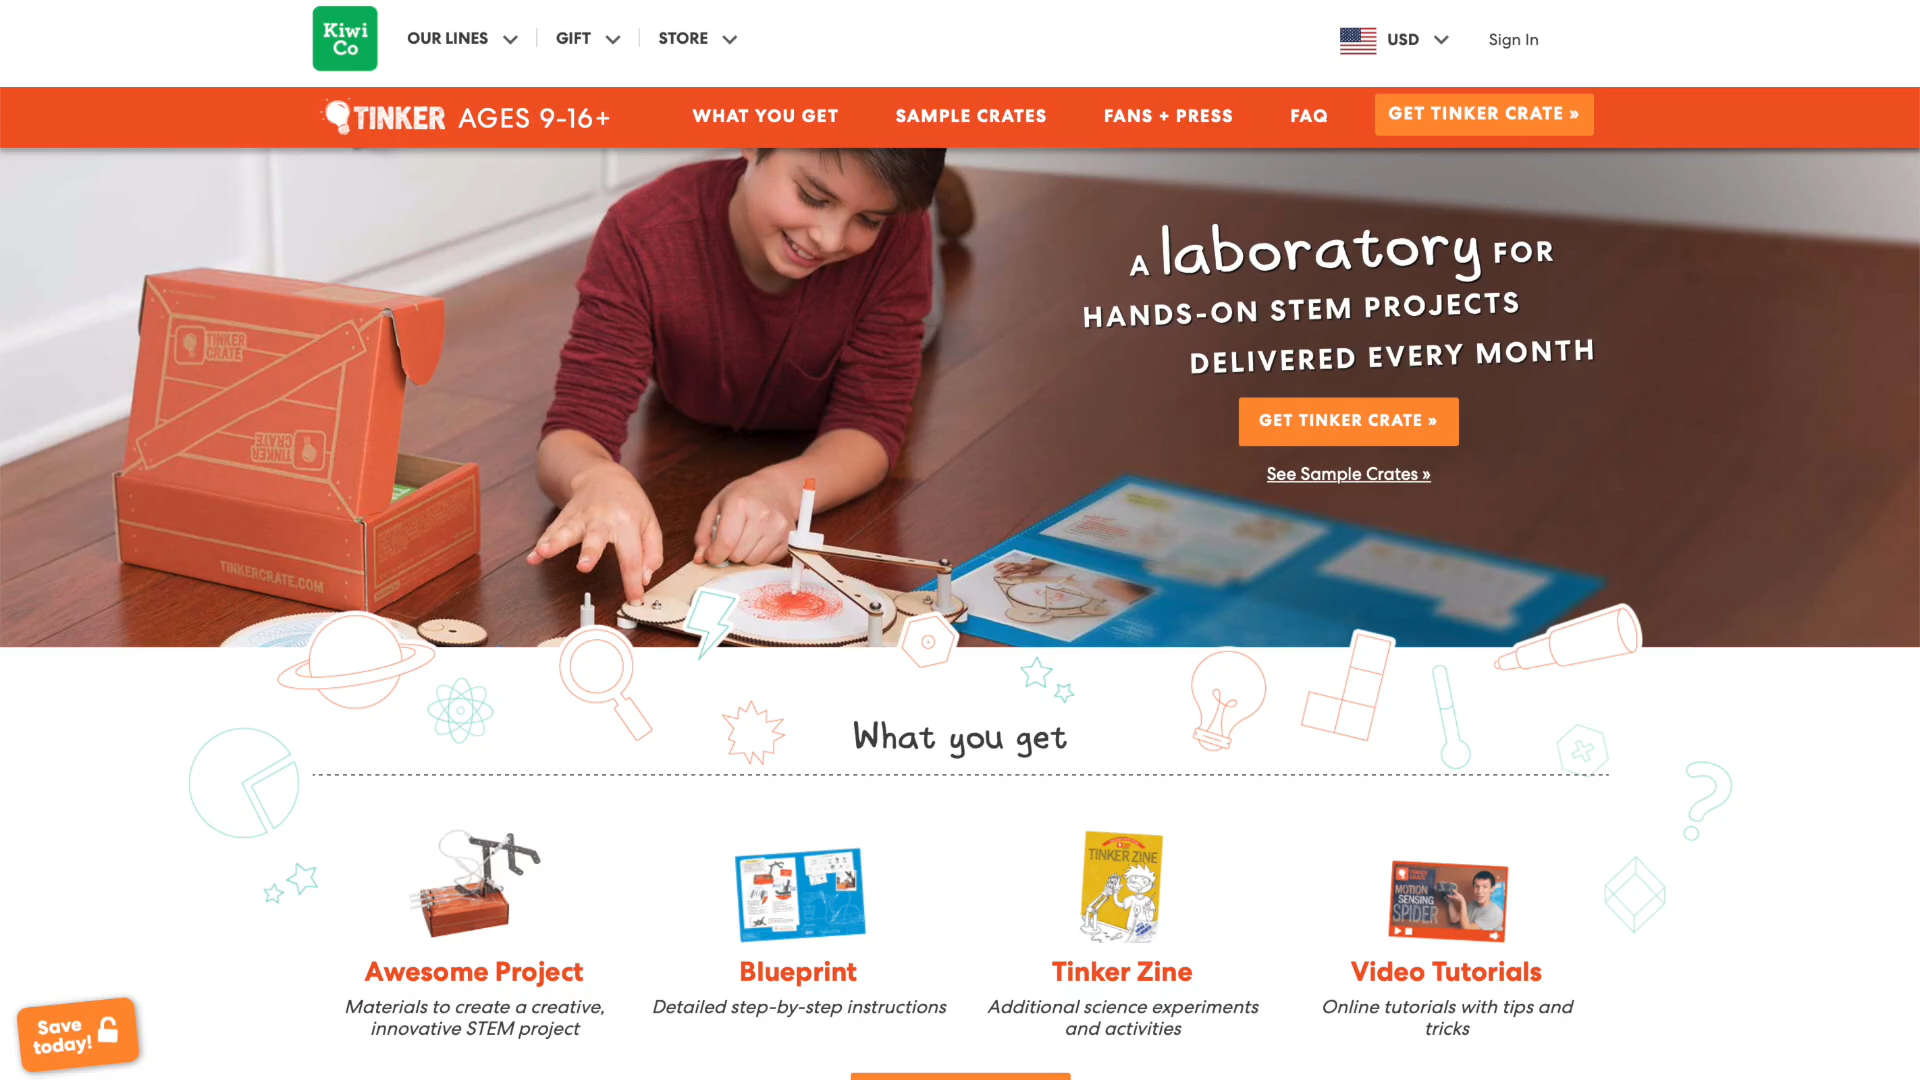 Kiwi
Co
OUR LINES
GIFT
STORE
USD
Sign In
TINKER AGES 9-16+
WHAT YOU GET
SAMPLE CRATES
FANS + PRESS
FAQ
GET TINKER CRATE »
A laboratory FOR
HANDS-ON STEM PROJECTS
DELIVERED EVERY MONTH
GET TINKER CRATE »
See Sample Crates »
TINKER
CRATE
TINKER
CRATE
TINKERCRATE.COM
What you get
TINKER ZINE
TINKER
CRATE
MOTION
SENSING
SPIDER
Awesome Project
Materials to create a creative,
innovative STEM project
Blueprint
Detailed step-by-step instructions
Tinker Zine
Additional science experiments
and activities
Video Tutorials
Online tutorials with tips and
tricks
Save
today!